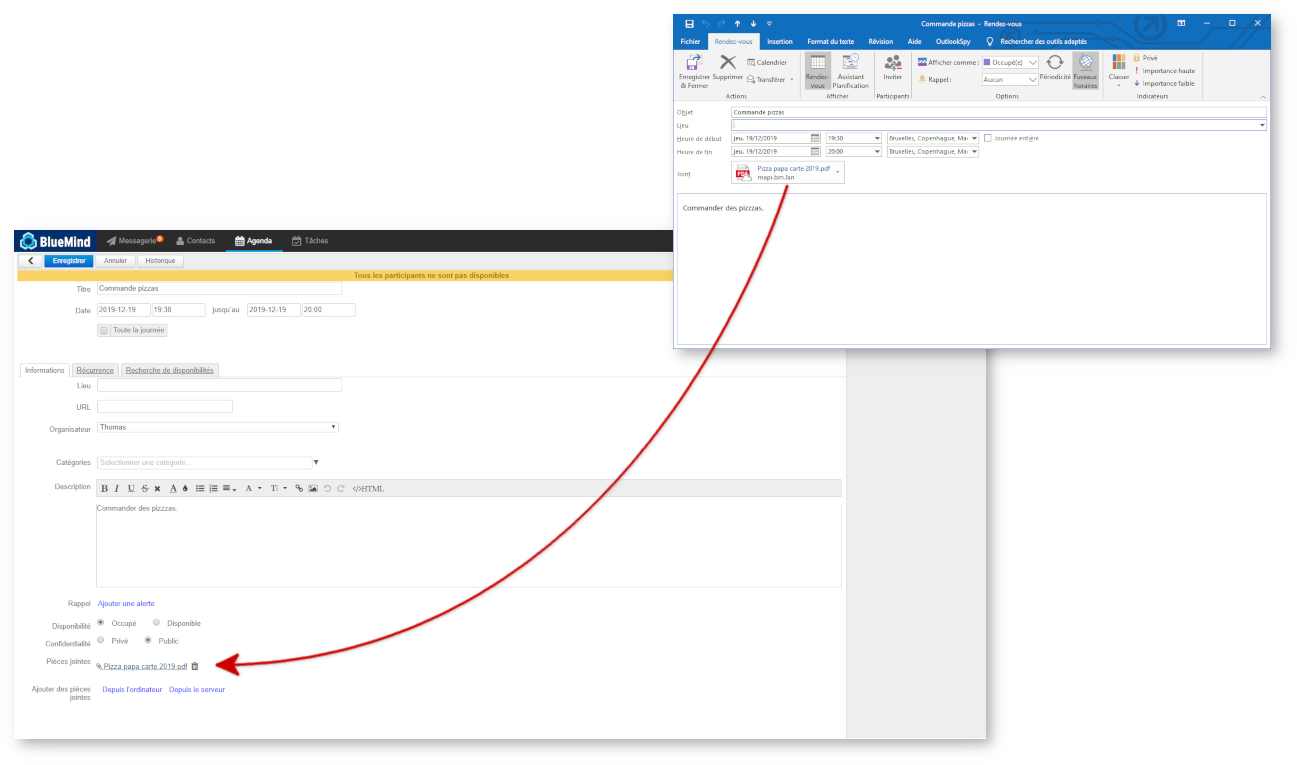 Commande pizzas - Rendez-vous
Fichier Rendez-vous Insertion Format du texte Révision Aide OutlookSpy Rechercher des outils adaptés
Enregistrer & Fermer
Supprimer
Calendrier
Transférer
Actions
Rendez-vous
Assistant Planification
Afficher
Inviter
Participants
Afficher comme : Occupé(e)
Rappel : Aucun
Périodicité
Fuseaux horaires
Options
Classer
Privé
Importance haute
Importance faible
Indicateurs
Objet Commande pizzas
Lieu
Heure de début jeu. 19/12/2019 19:30 Bruxelles, Copenhague, Ma Journée entière
Heure de fin jeu. 19/12/2019 20:00 Bruxelles, Copenhague, Ma
Joint Pizza papa carte 2019.pdf
mapi.bm.lan
Commander des pizzzas.
BlueMind Messagerie Contacts Agenda Tâches
Enregistrer Annuler Historique
Tous les participants ne sont pas disponibles
Titre Commande pizzas
Date 2019-12-19 19:30 jusqu'au 2019-12-19 20:00
Toute la journée
Informations Récurrence Recherche de disponibilités
Lieu
URL
Organisateur Thomas
Catégories Selectionner une catégorie...
Description B I U S A A T HTML
Commander des pizzzas.
Rappel Ajouter une alerte
Disponibilité Occupé Disponible
Confidentialité Privé Public
Pièces jointes Pizza papa carte 2019.pdf
Ajouter des pièces jointes Depuis l'ordinateur Depuis le serveur